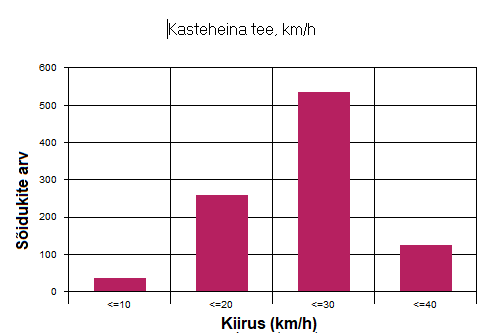 Kasteheina tee, km/h
600
500
400
300
200
100
0
Sõidukite arv
<=10 <=20 <=30 <=40
Kiirus (km/h)